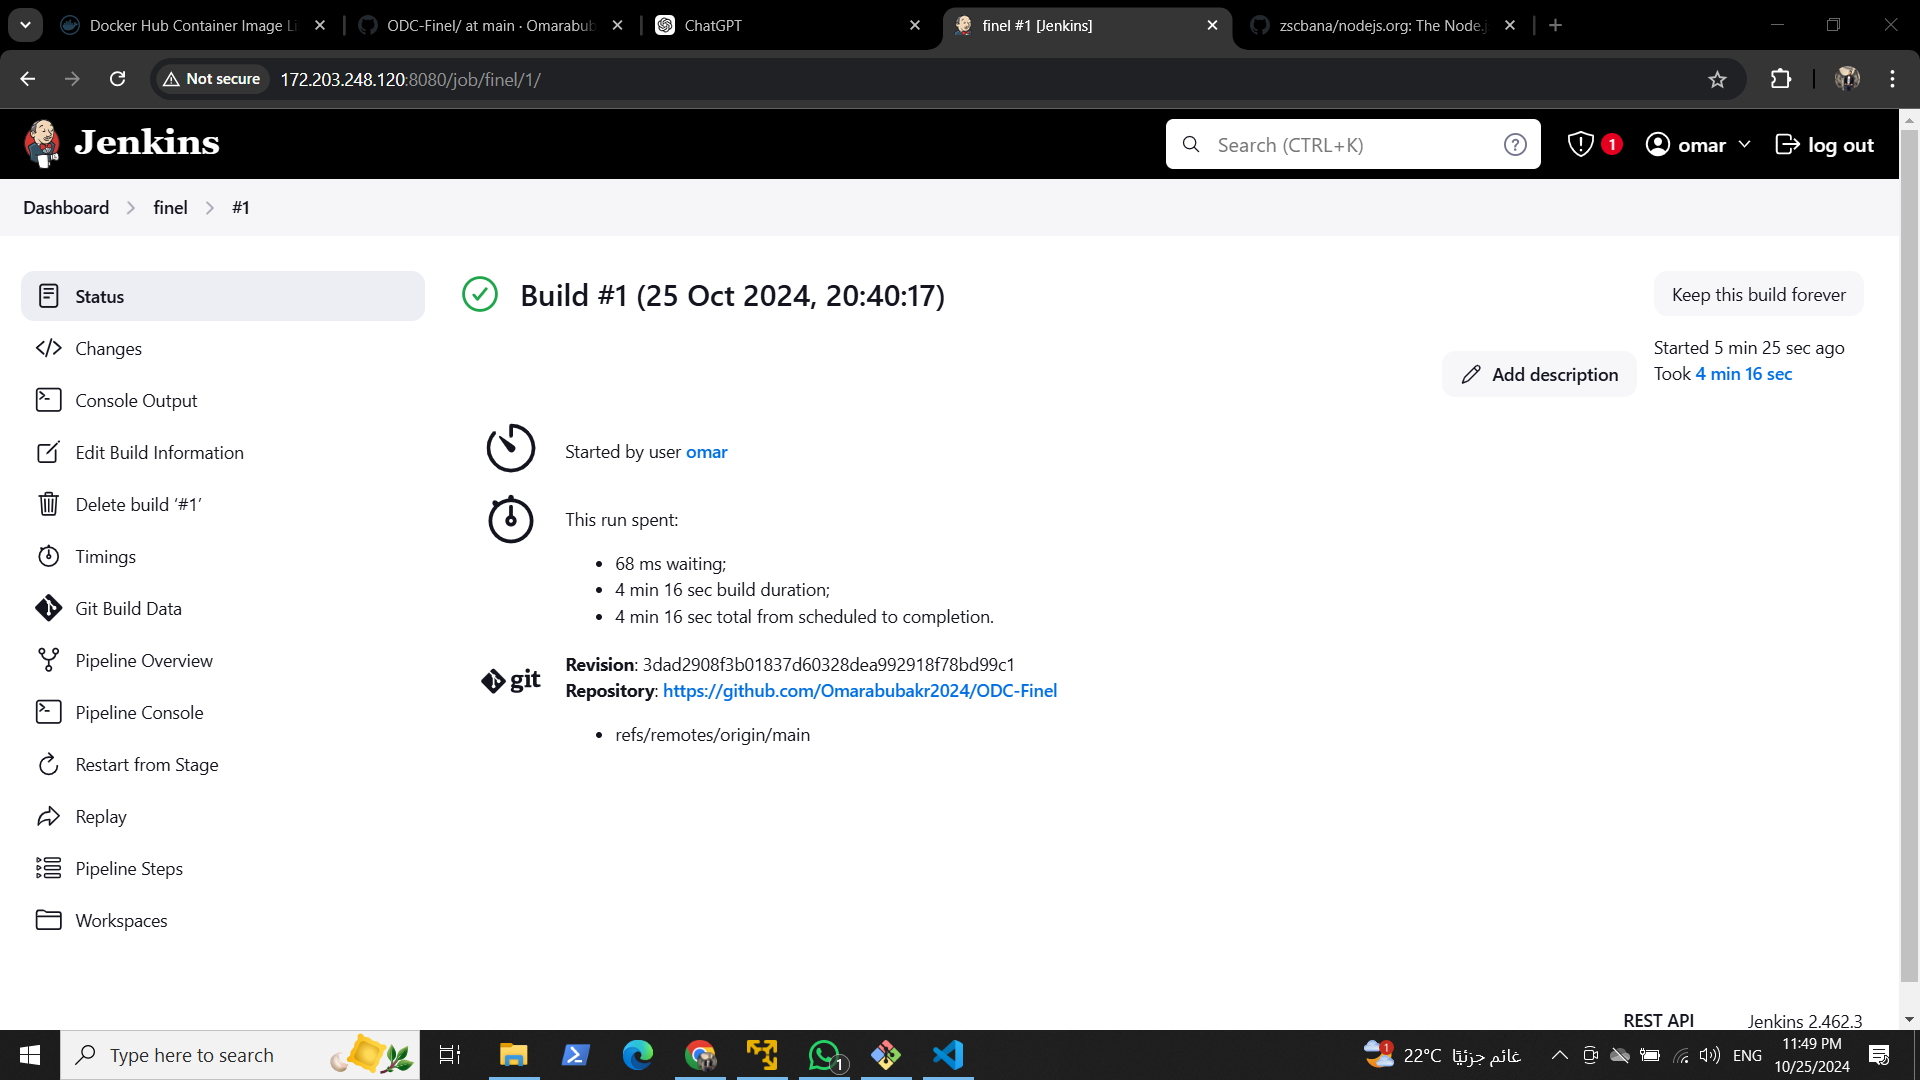 Docker Hub Container Image Li
ODC-Finel/ at main · Omarabub
ChatGPT
finel #1 [Jenkins]
zscbana/nodejs.org: The Node.j
Not secure
172.203.248.120:8080/job/finel/1/
Jenkins
Search (CTRL+K)
1
omar
log out
Dashboard
finel
#1
Status
Changes
Console Output
Edit Build Information
Delete build ‘#1’
Timings
Git Build Data
Pipeline Overview
Pipeline Console
Restart from Stage
Replay
Pipeline Steps
Workspaces
Build #1 (25 Oct 2024, 20:40:17)
Keep this build forever
Add description
Started 5 min 25 sec ago
Took 4 min 16 sec
Started by user omar
This run spent:
68 ms waiting;
4 min 16 sec build duration;
4 min 16 sec total from scheduled to completion.
git
Revision: 3dad2908f3b01837d60328dea992918f78bd99c1
Repository: https://github.com/Omarabubakr2024/ODC-Finel
refs/remotes/origin/main
REST API
Jenkins 2.462.3
Type here to search
1
1
22°C
غائم جزئيًا
ENG
11:49 PM
10/25/2024